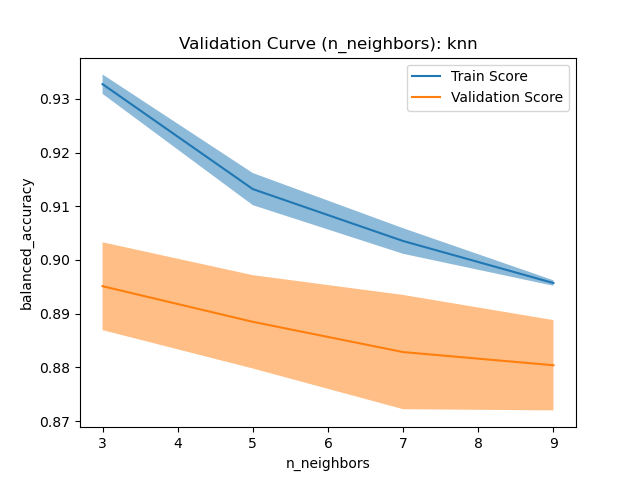 Validation Curve (n_neighbors): knn
Train Score
Validation Score
balanced_accuracy
0.93
0.92
0.91
0.90
0.89
0.88
0.87
3 4 5 6 7 8 9
n_neighbors